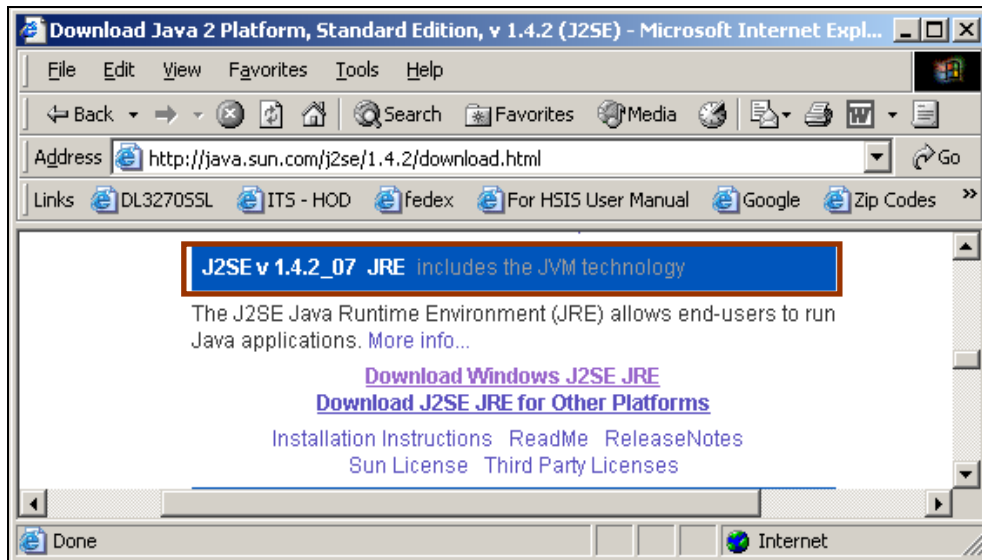 Download Java 2 Platform, Standard Edition, v 1.4.2 (J2SE) - Microsoft Internet Expl...
File Edit View Favorites Tools Help
Back Search Favorites Media
Address http://java.sun.com/j2se/1.4.2/download.html Go
Links DL3270SSL ITS - HOD fedex For HSIS User Manual Google Zip Codes »
J2SE v 1.4.2_07 JRE includes the JVM technology
The J2SE Java Runtime Environment (JRE) allows end-users to run
Java applications. More info...
Download Windows J2SE JRE
Download J2SE JRE for Other Platforms
Installation Instructions ReadMe ReleaseNotes
Sun License Third Party Licenses
Done Internet